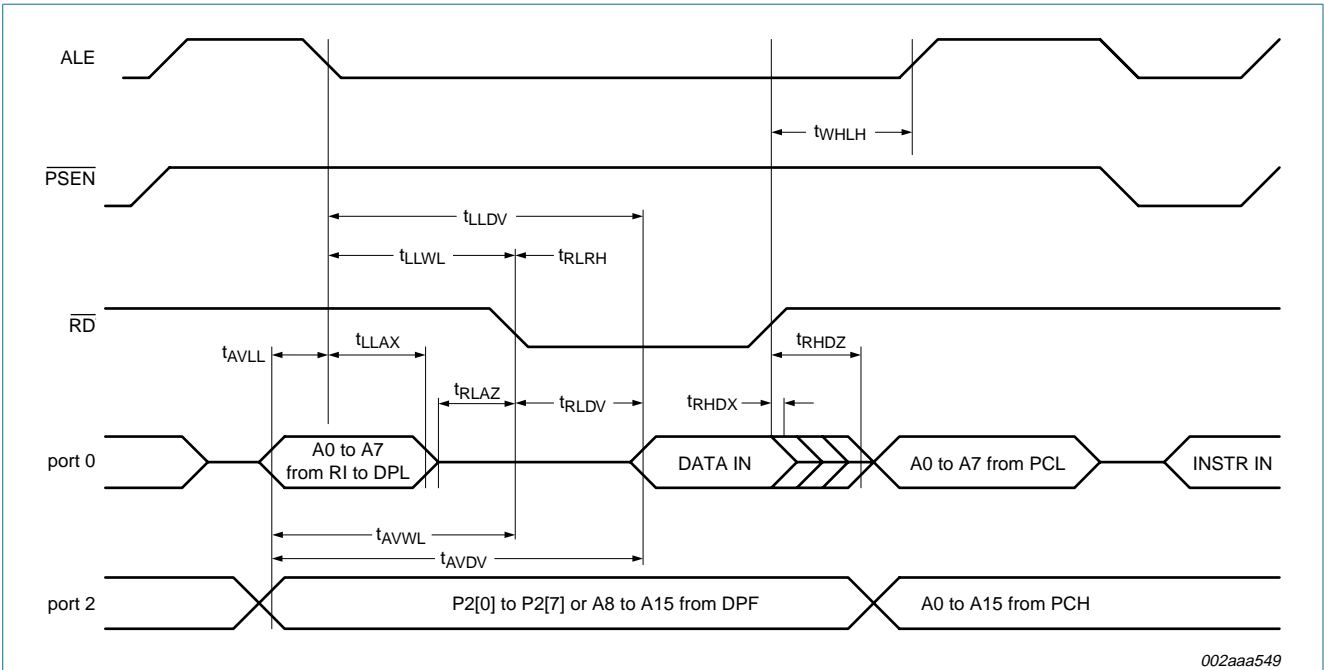 ALE
tWHLH
PSEN
tLLDV
tLLWL
tRLRH
RD
tAVLL
tLLAX
tRHDZ
tRLAZ
tRLDV
tRHDX
port 0
A0 to A7
from RI to DPL
DATA IN
A0 to A7 from PCL
INSTR IN
tAVWL
tAVDV
port 2
P2[0] to P2[7] or A8 to A15 from DPF
A0 to A15 from PCH
002aaa549